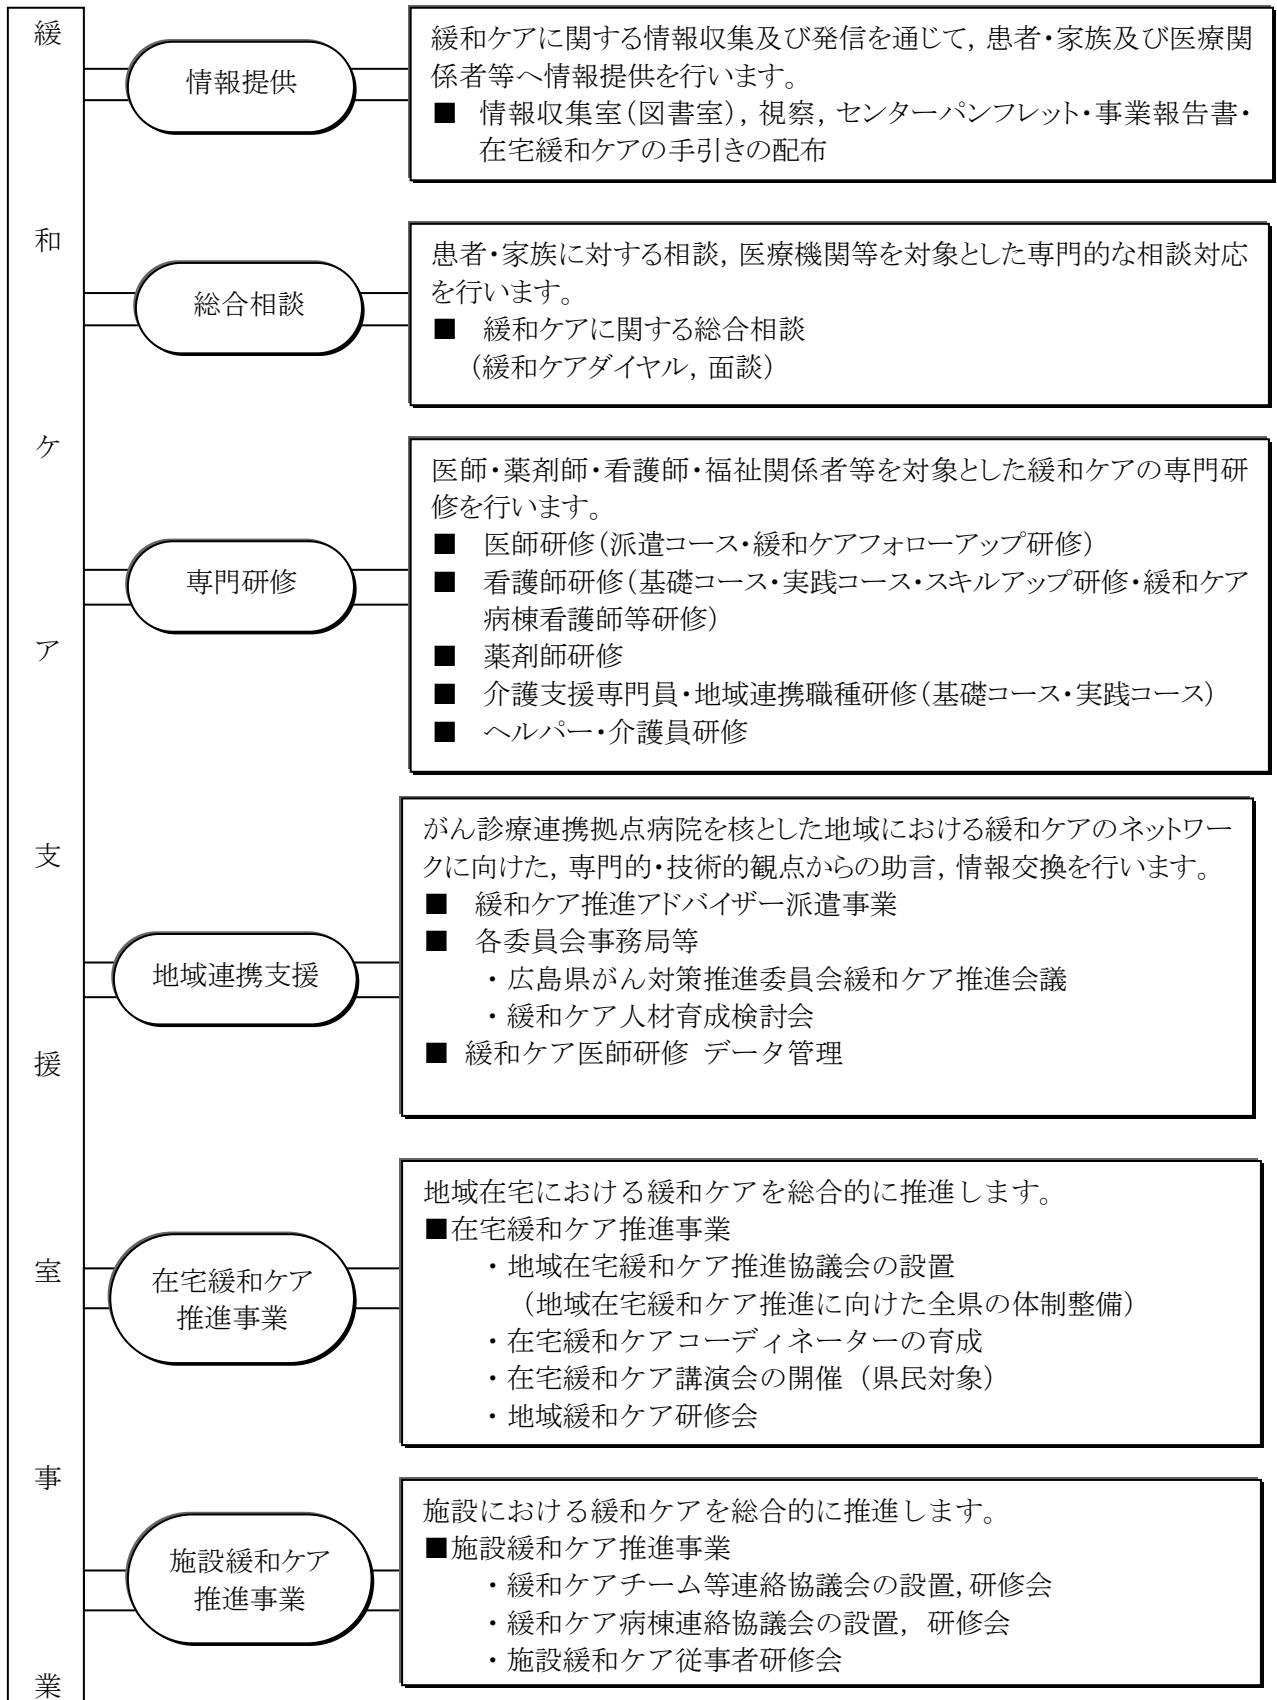 緩和ケア支援室事業
情報提供
緩和ケアに関する情報収集及び発信を通じて，患者・家族及び医療関
係者等へ情報提供を行います。
■　情報収集室（図書室），視察，センターパンフレット・事業報告書・
在宅緩和ケアの手引きの配布
総合相談
患者・家族に対する相談，医療機関等を対象とした専門的な相談対応
を行います。
■　緩和ケアに関する総合相談
（緩和ケアダイヤル，面談）
専門研修
医師・薬剤師・看護師・福祉関係者等を対象とした緩和ケアの専門研
修を行います。
■　医師研修（派遣コース・緩和ケアフォローアップ研修）
■　看護師研修（基礎コース・実践コース・スキルアップ研修・緩和ケア
病棟看護師等研修）
■　薬剤師研修
■　介護支援専門員・地域連携職種研修（基礎コース・実践コース）
■　ヘルパー・介護員研修
地域連携支援
がん診療連携拠点病院を核とした地域における緩和ケアのネットワー
クに向けた，専門的・技術的観点からの助言，情報交換を行います。
■　緩和ケア推進アドバイザー派遣事業
■　各委員会事務局等
・広島県がん対策推進委員会緩和ケア推進会議
・緩和ケア人材育成検討会
■ 緩和ケア医師研修 データ管理
在宅緩和ケア
推進事業
地域在宅における緩和ケアを総合的に推進します。
■在宅緩和ケア推進事業
・地域在宅緩和ケア推進協議会の設置
（地域在宅緩和ケア推進に向けた全県の体制整備）
・在宅緩和ケアコーディネーターの育成
・在宅緩和ケア講演会の開催（県民対象）
・地域緩和ケア研修会
施設緩和ケア
推進事業
施設における緩和ケアを総合的に推進します。
■施設緩和ケア推進事業
・緩和ケアチーム等連絡協議会の設置，研修会
・緩和ケア病棟連絡協議会の設置，研修会
・施設緩和ケア従事者研修会